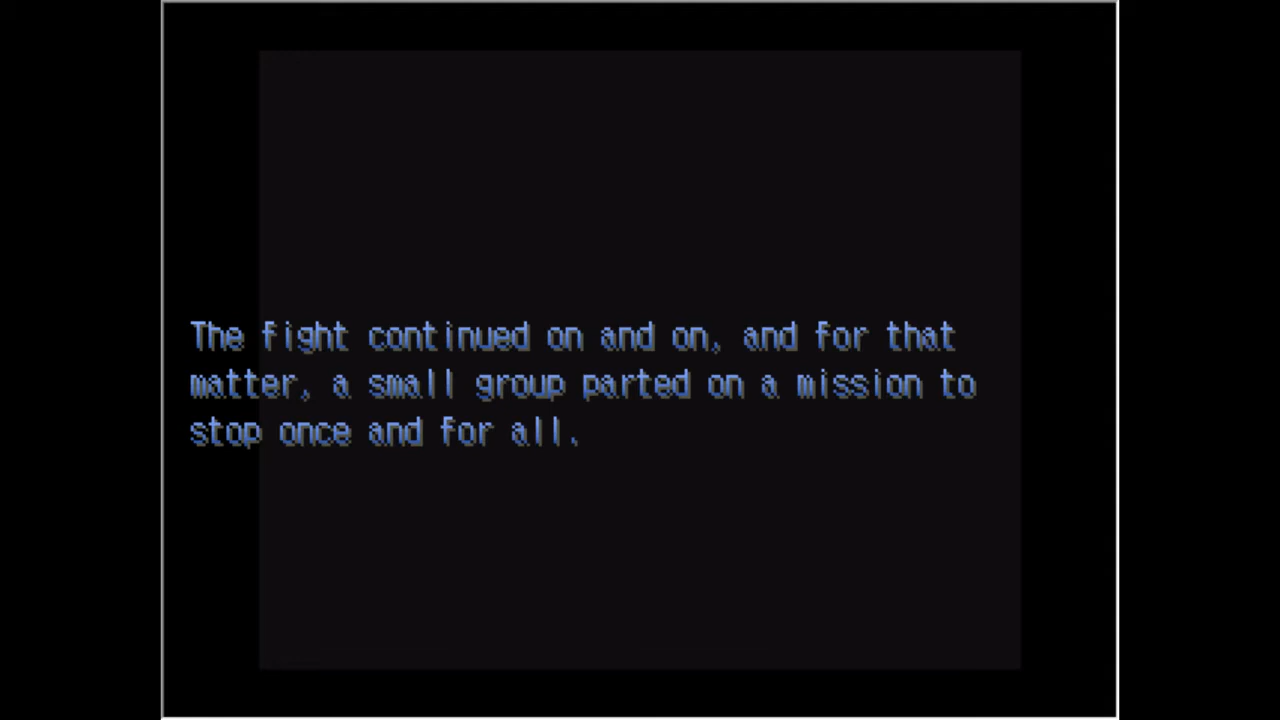 The fight continued on and on, and for that
matter, a small group parted on a mission to
stop once and for all.